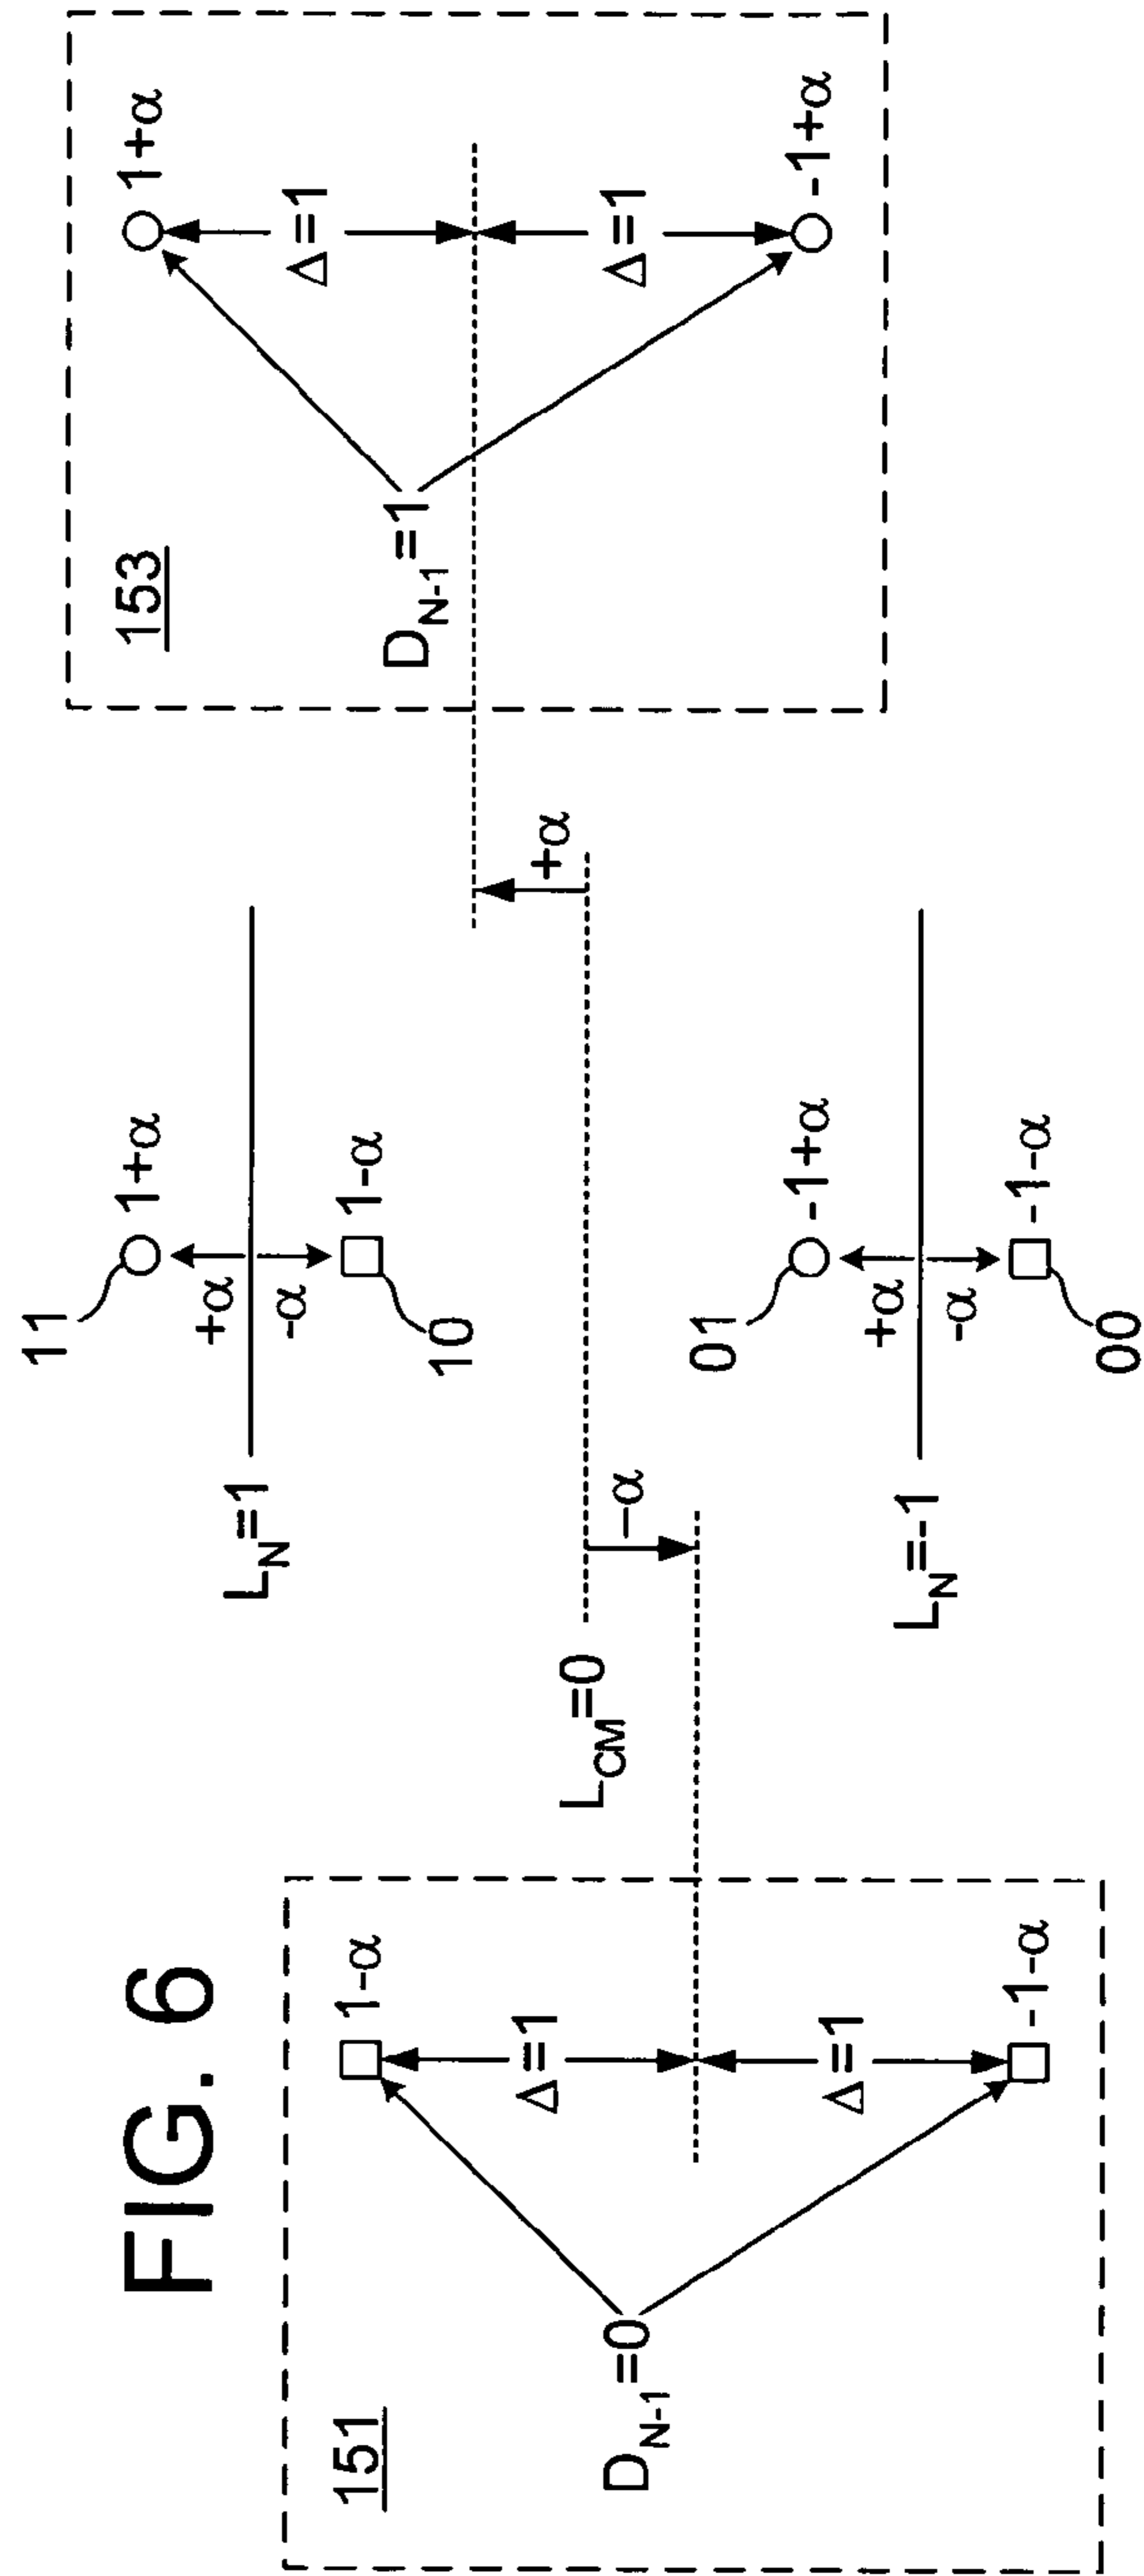 FIG. 6
151
D_{N-1}=0
1-α
Δ=1
Δ=1
-1-α
L_{CM}=0
-α
L_N=1
11
+α
-α
10
1+α
1-α
L_N=-1
01
+α
-α
00
-1+α
-1-α
+α
153
D_{N-1}=1
1+α
Δ=1
Δ=1
-1+α